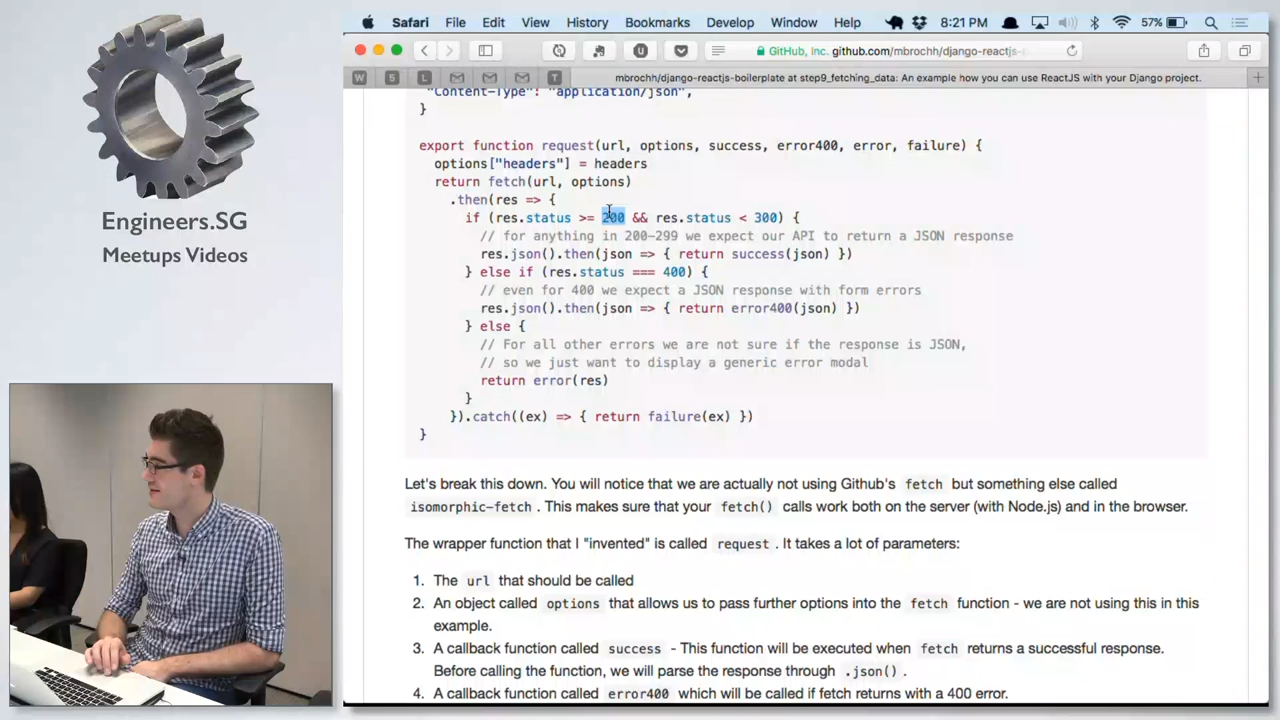 Safari File Edit View History Bookmarks Develop Window Help 8:21 PM 57%
GitHub, Inc. github.com/mbrochh/django-reactjs-
W 5 L T mbrochh/django-reactjs-boilerplate at step9_fetching_data: An example how you can use ReactJS with your Django project.
Engineers.SG
Meetups Videos
"Content-Type": "application/json",
}
export function request(url, options, success, error400, error, failure) {
options["headers"] = headers
return fetch(url, options)
.then(res => {
if (res.status >= 200 && res.status < 300) {
// for anything in 200-299 we expect our API to return a JSON response
res.json().then(json => { return success(json) })
} else if (res.status === 400) {
// even for 400 we expect a JSON response with form errors
res.json().then(json => { return error400(json) })
} else {
// For all other errors we are not sure if the response is JSON,
// so we just want to display a generic error modal
return error(res)
}
}).catch((ex) => { return failure(ex) })
}
Let's break this down. You will notice that we are actually not using Github's fetch but something else called
isomorphic-fetch . This makes sure that your fetch() calls work both on the server (with Node.js) and in the browser.
The wrapper function that I "invented" is called request . It takes a lot of parameters:
1. The url that should be called
2. An object called options that allows us to pass further options into the fetch function - we are not using this in this
example.
3. A callback function called success - This function will be executed when fetch returns a successful response.
Before calling the function, we will parse the response through .json() .
4. A callback function called error400 which will be called if fetch returns with a 400 error.